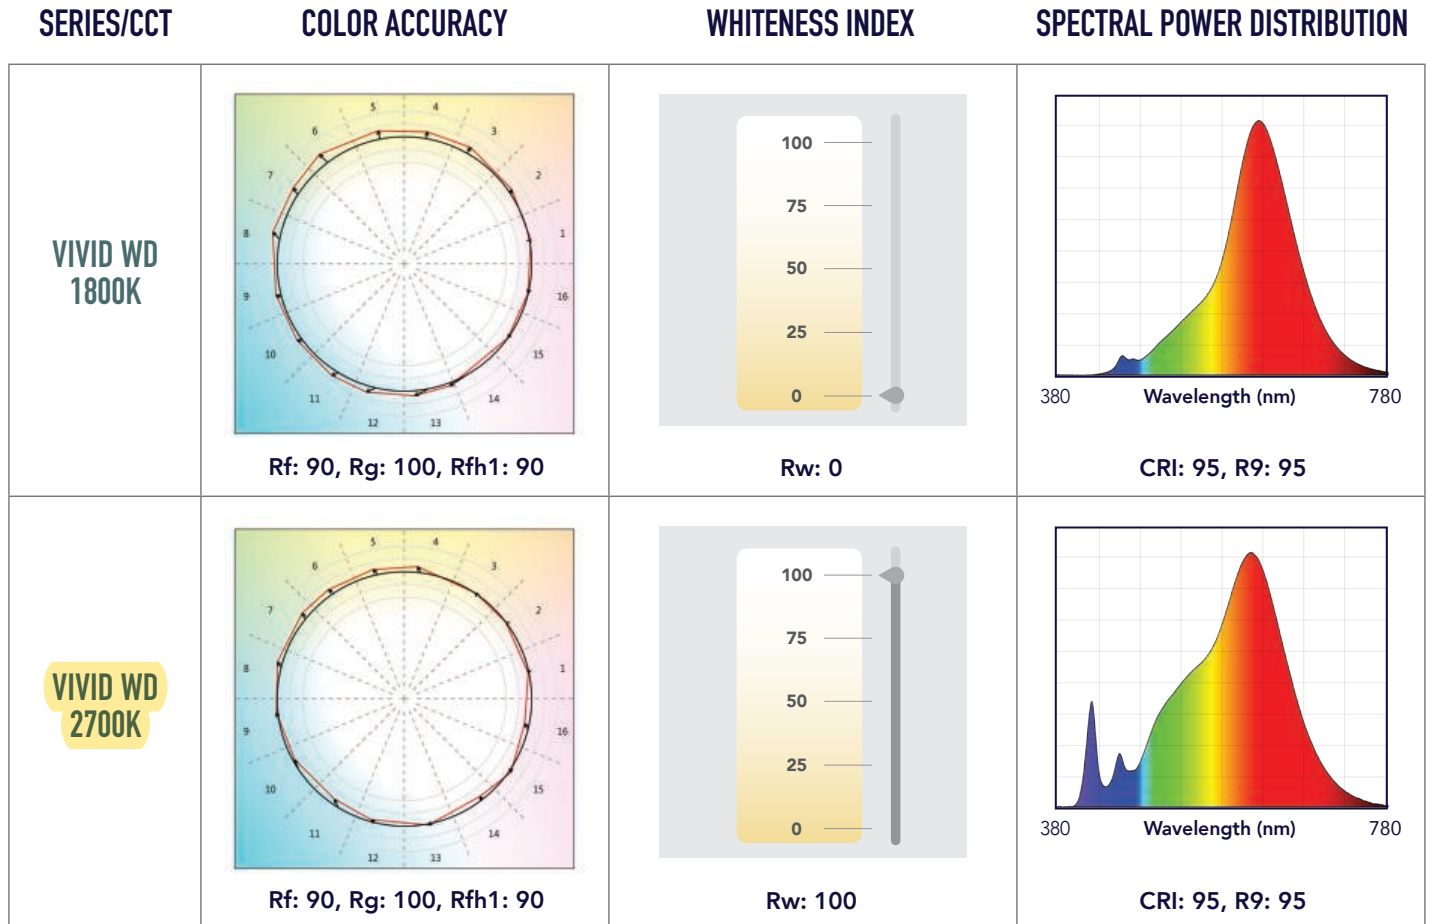 SERIES/CCT
COLOR ACCURACY
WHITENESS INDEX
SPECTRAL POWER DISTRIBUTION
VIVID WD
1800K
5
4
6
3
7
2
8
1
9
16
10
15
11
14
12
13
Rf: 90, Rg: 100, Rfh1: 90
100
75
50
25
0
Rw: 0
380
Wavelength (nm)
780
CRI: 95, R9: 95
VIVID WD
2700K
5
4
6
3
7
2
8
1
9
16
10
15
11
14
12
13
Rf: 90, Rg: 100, Rfh1: 90
100
75
50
25
0
Rw: 100
380
Wavelength (nm)
780
CRI: 95, R9: 95